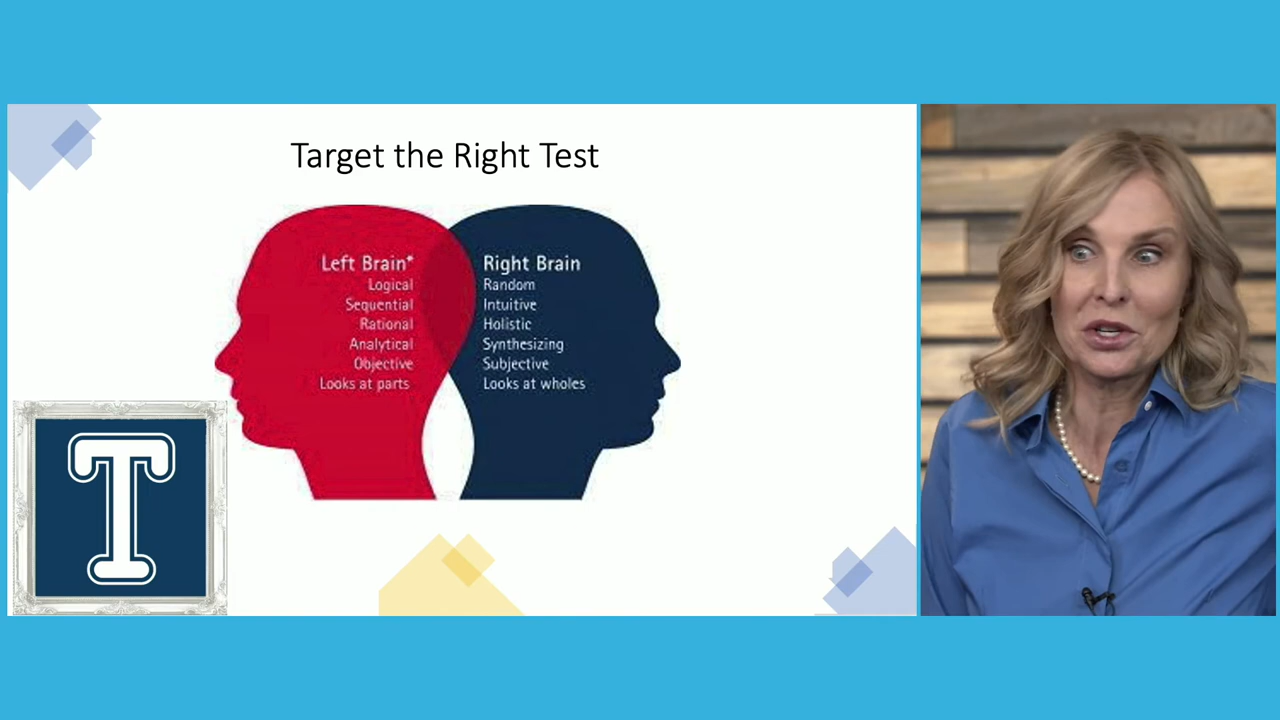 Target the Right Test
Left Brain*
Logical
Sequential
Rational
Analytical
Objective
Looks at parts
Right Brain
Random
Intuitive
Holistic
Synthesizing
Subjective
Looks at wholes
T